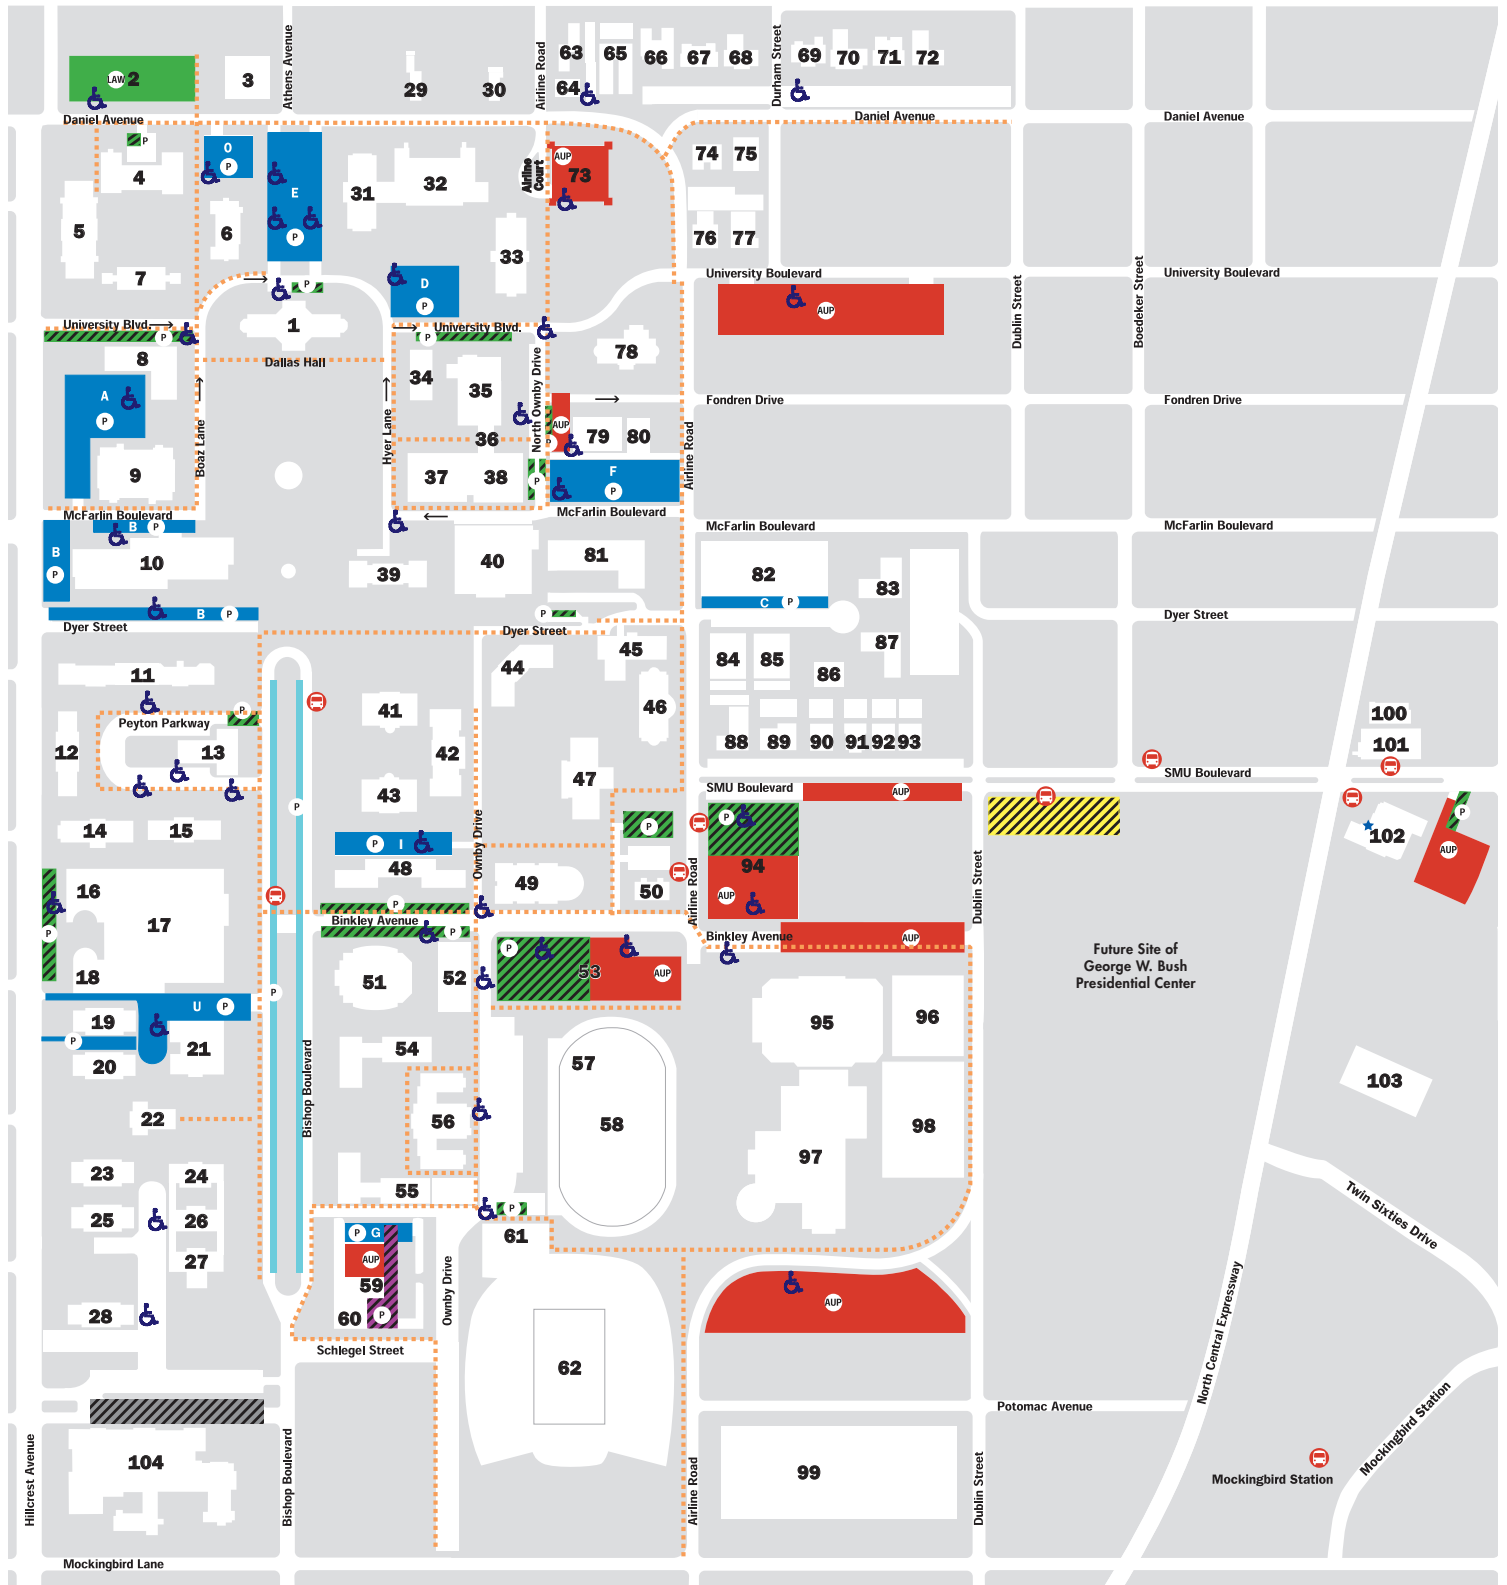 Athens Avenue
Airline Road
Durham Street
63
65
66
67
68
69
70
71
72
LAW 2
3
29
30
64
Daniel Avenue
Daniel Avenue
Daniel Avenue
P
4
O
P
E
P
31
32
Airline
Court
AUP
73
74
75
5
6
7
33
76
77
University Boulevard
University Boulevard
D
P
P
1
AUP
Dublin Street
Boedeker Street
University Blvd.
P
University Blvd.
P
8
Dallas Hall
78
34
35
North Ownby Drive
A
P
Boaz Lane
Hyer Lane
Fondren Drive
Fondren Drive
AUP
P
79
80
36
Airline Road
9
37
38
P
F
P
McFarlin Boulevard
McFarlin Boulevard
McFarlin Boulevard
McFarlin Boulevard
B
P
B
P
10
39
40
81
82
83
C
P
B
P
P
Dyer Street
Dyer Street
Dyer Street
11
44
45
84
85
86
87
P
Peyton Parkway
41
42
46
12
13
47
88
89
90
91
92
93
100
101
43
P
SMU Boulevard
SMU Boulevard
AUP
14
15
P
I
Ownby Drive
P
P
P
102
AUP
16
17
48
49
50
94
Airline Road
AUP
Dublin Street
P
Binkley Avenue
P
P
Binkley Avenue
AUP
P
18
51
52
53
AUP
Future Site of
George W. Bush
Presidential Center
U
P
P
19
P
20
21
54
57
95
96
Bishop Boulevard
22
56
58
98
97
103
23
24
25
26
27
55
P
61
Twin Sixties Drive
P
G
AUP
59
60
P
Ownby Drive
AUP
28
Schlegel Street
62
North Central Expressway
Potomac Avenue
Mockingbird Station
104
99
Mockingbird Station
Hillcrest Avenue
Bishop Boulevard
Airline Road
Dublin Street
Mockingbird Lane